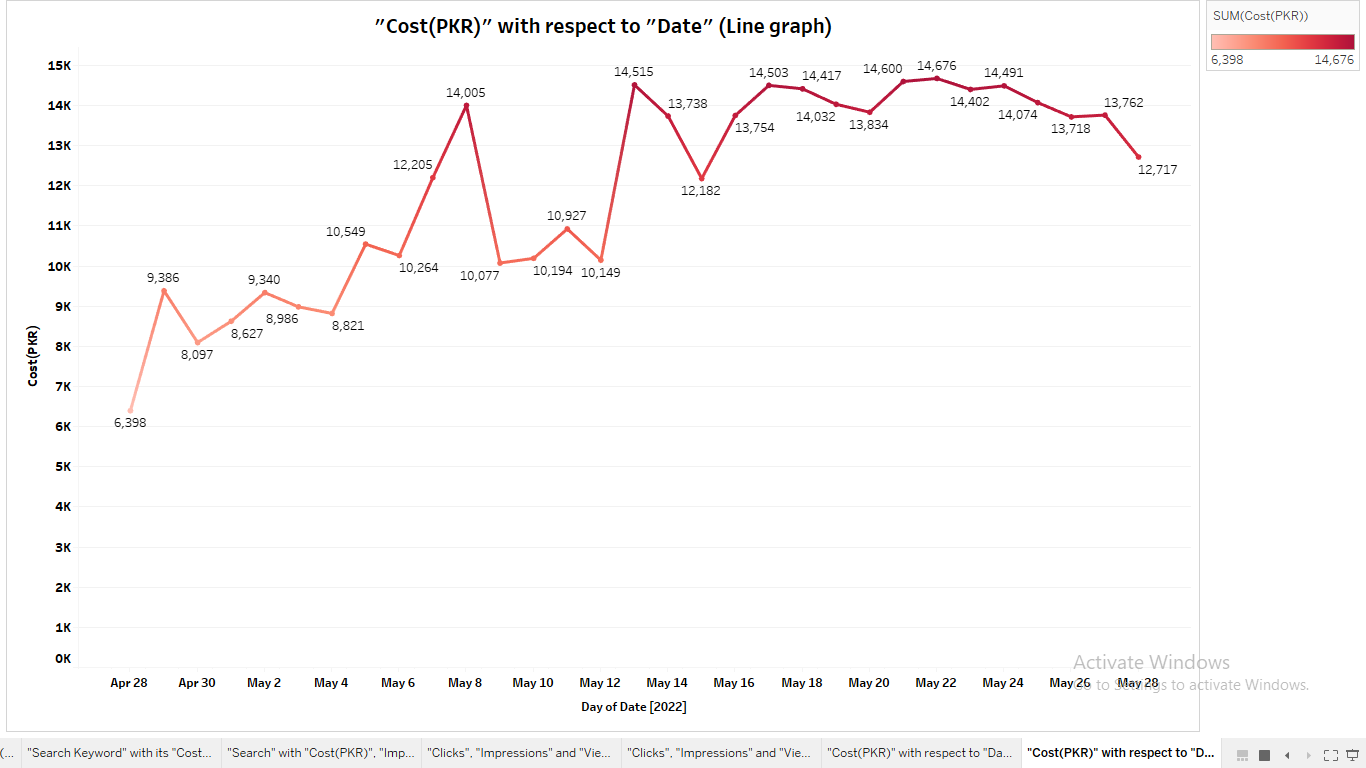 "Cost(PKR)" with respect to "Date" (Line graph)
SUM(Cost(PKR))
6,398 14,676
15K
14K
13K
12K
11K
10K
9K
8K
7K
6K
5K
4K
3K
2K
1K
0K
Cost(PKR)
6,398
9,386
8,097
8,627
9,340
8,986
8,821
10,549
10,264
12,205
14,005
10,077
10,194
10,927
10,149
14,515
13,738
12,182
13,754
14,503
14,417
14,032
13,834
14,600
14,676
14,402
14,491
14,074
13,718
13,762
12,717
Apr 28 Apr 30 May 2 May 4 May 6 May 8 May 10 May 12 May 14 May 16 May 18 May 20 May 22 May 24 May 26 May 28
Day of Date [2022]
Activate Windows
Go to Settings to activate Windows.
(... "Search Keyword" with its "Cost... "Search" with "Cost(PKR)", "Imp... "Clicks", "Impressions" and "Vie... "Clicks", "Impressions" and "Vie... "Cost(PKR)" with respect to "Da... "Cost(PKR)" with respect to "D...